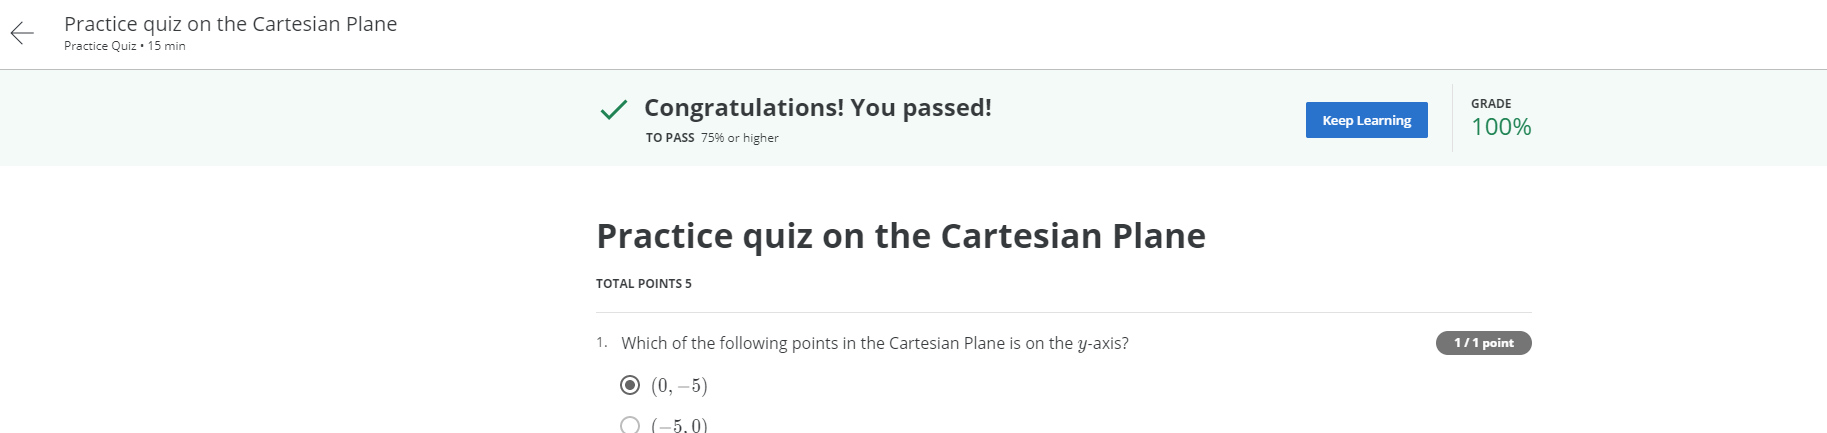 Practice quiz on the Cartesian Plane
Practice Quiz • 15 min
Congratulations! You passed!
TO PASS 75% or higher
Keep Learning
GRADE
100%
Practice quiz on the Cartesian Plane
TOTAL POINTS 5
1. Which of the following points in the Cartesian Plane is on the y-axis?
1 / 1 point
(0, −5)
(−5, 0)